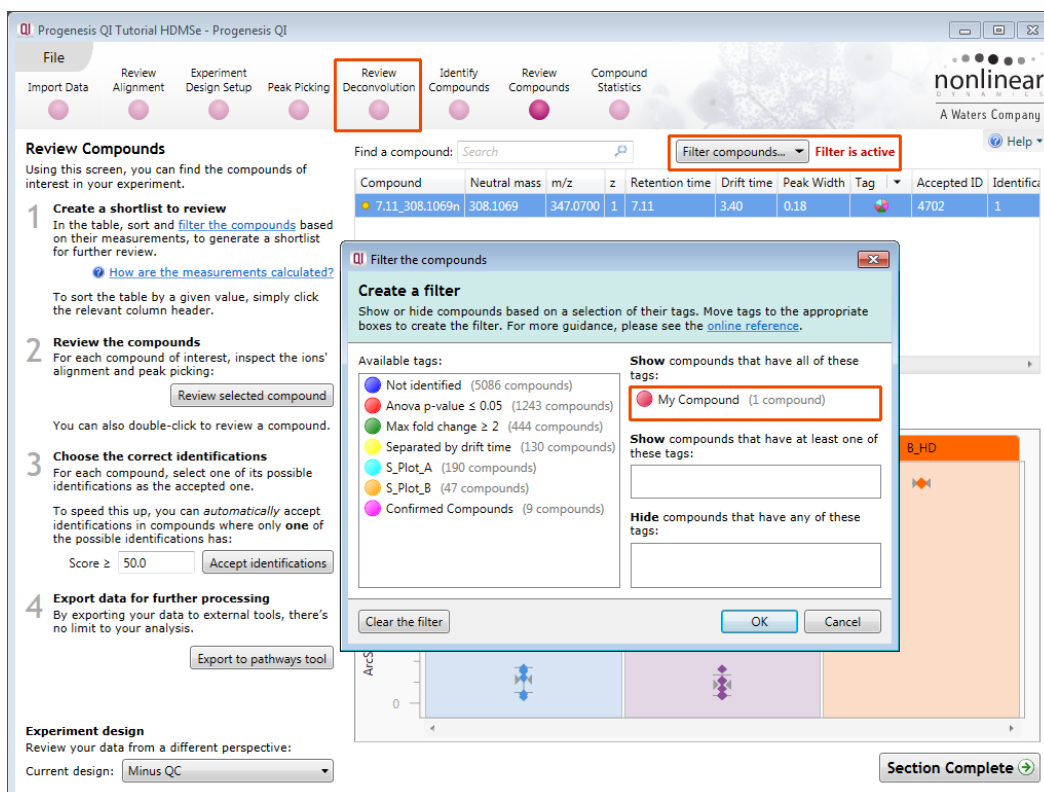 QI Progenesis QI Tutorial HDMSe - Progenesis QI
File
Import Data
Review Alignment
Experiment Design Setup
Peak Picking
Review Deconvolution
Identify Compounds
Review Compounds
Compound Statistics
nonlinear
DYNAMICS
A Waters Company
Help
Review Compounds
Using this screen, you can find the compounds of
interest in your experiment.
1 Create a shortlist to review
In the table, sort and filter the compounds based
on their measurements, to generate a shortlist
for further review.
How are the measurements calculated?
To sort the table by a given value, simply click
the relevant column header.
2 Review the compounds
For each compound of interest, inspect the ions'
alignment and peak picking:
Review selected compound
You can also double-click to review a compound.
3 Choose the correct identifications
For each compound, select one of its possible
identifications as the accepted one.
To speed this up, you can automatically accept
identifications in compounds where only one of
the possible identifications has:
Score ≥ 50.0 Accept identifications
4 Export data for further processing
By exporting your data to external tools, there's
no limit to your analysis.
Export to pathways tool
Experiment design
Review your data from a different perspective:
Current design: Minus QC
Find a compound: Search Filter compounds... Filter is active
Compound Neutral mass m/z z Retention time Drift time Peak Width Tag Accepted ID Identifica
7.11_308.1069n 308.1069 347.0700 1 7.11 3.40 0.18 4702 1
QI Filter the compounds
Create a filter
Show or hide compounds based on a selection of their tags. Move tags to the appropriate
boxes to create the filter. For more guidance, please see the online reference.
Available tags:
Not identified (5086 compounds)
Anova p-value ≤ 0.05 (1243 compounds)
Max fold change ≥ 2 (444 compounds)
Separated by drift time (130 compounds)
S_Plot_A (190 compounds)
S_Plot_B (47 compounds)
Confirmed Compounds (9 compounds)
Show compounds that have all of these
tags:
My Compound (1 compound)
Show compounds that have at least one of
these tags:
Hide compounds that have any of these
tags:
Clear the filter OK Cancel
B_HD
ArcS
0
Section Complete